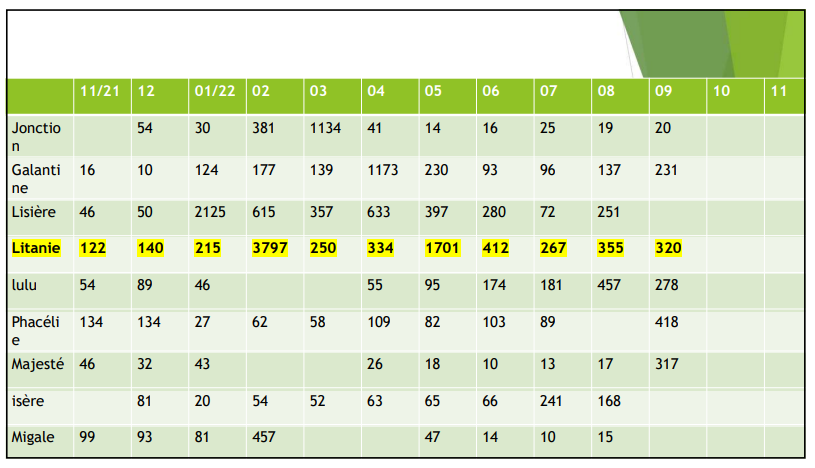 11/21 12 01/22 02 03 04 05 06 07 08 09 10 11
Jonctio 54 30 381 1134 41 14 16 25 19 20
n
Galanti 16 10 124 177 139 1173 230 93 96 137 231
ne
Lisière 46 50 2125 615 357 633 397 280 72 251
Litanie 122 140 215 3797 250 334 1701 412 267 355 320
lulu 54 89 46 55 95 174 181 457 278
Phacéli 134 134 27 62 58 109 82 103 89 418
e
Majesté 46 32 43 26 18 10 13 17 317
isère 81 20 54 52 63 65 66 241 168
Migale 99 93 81 457 47 14 10 15